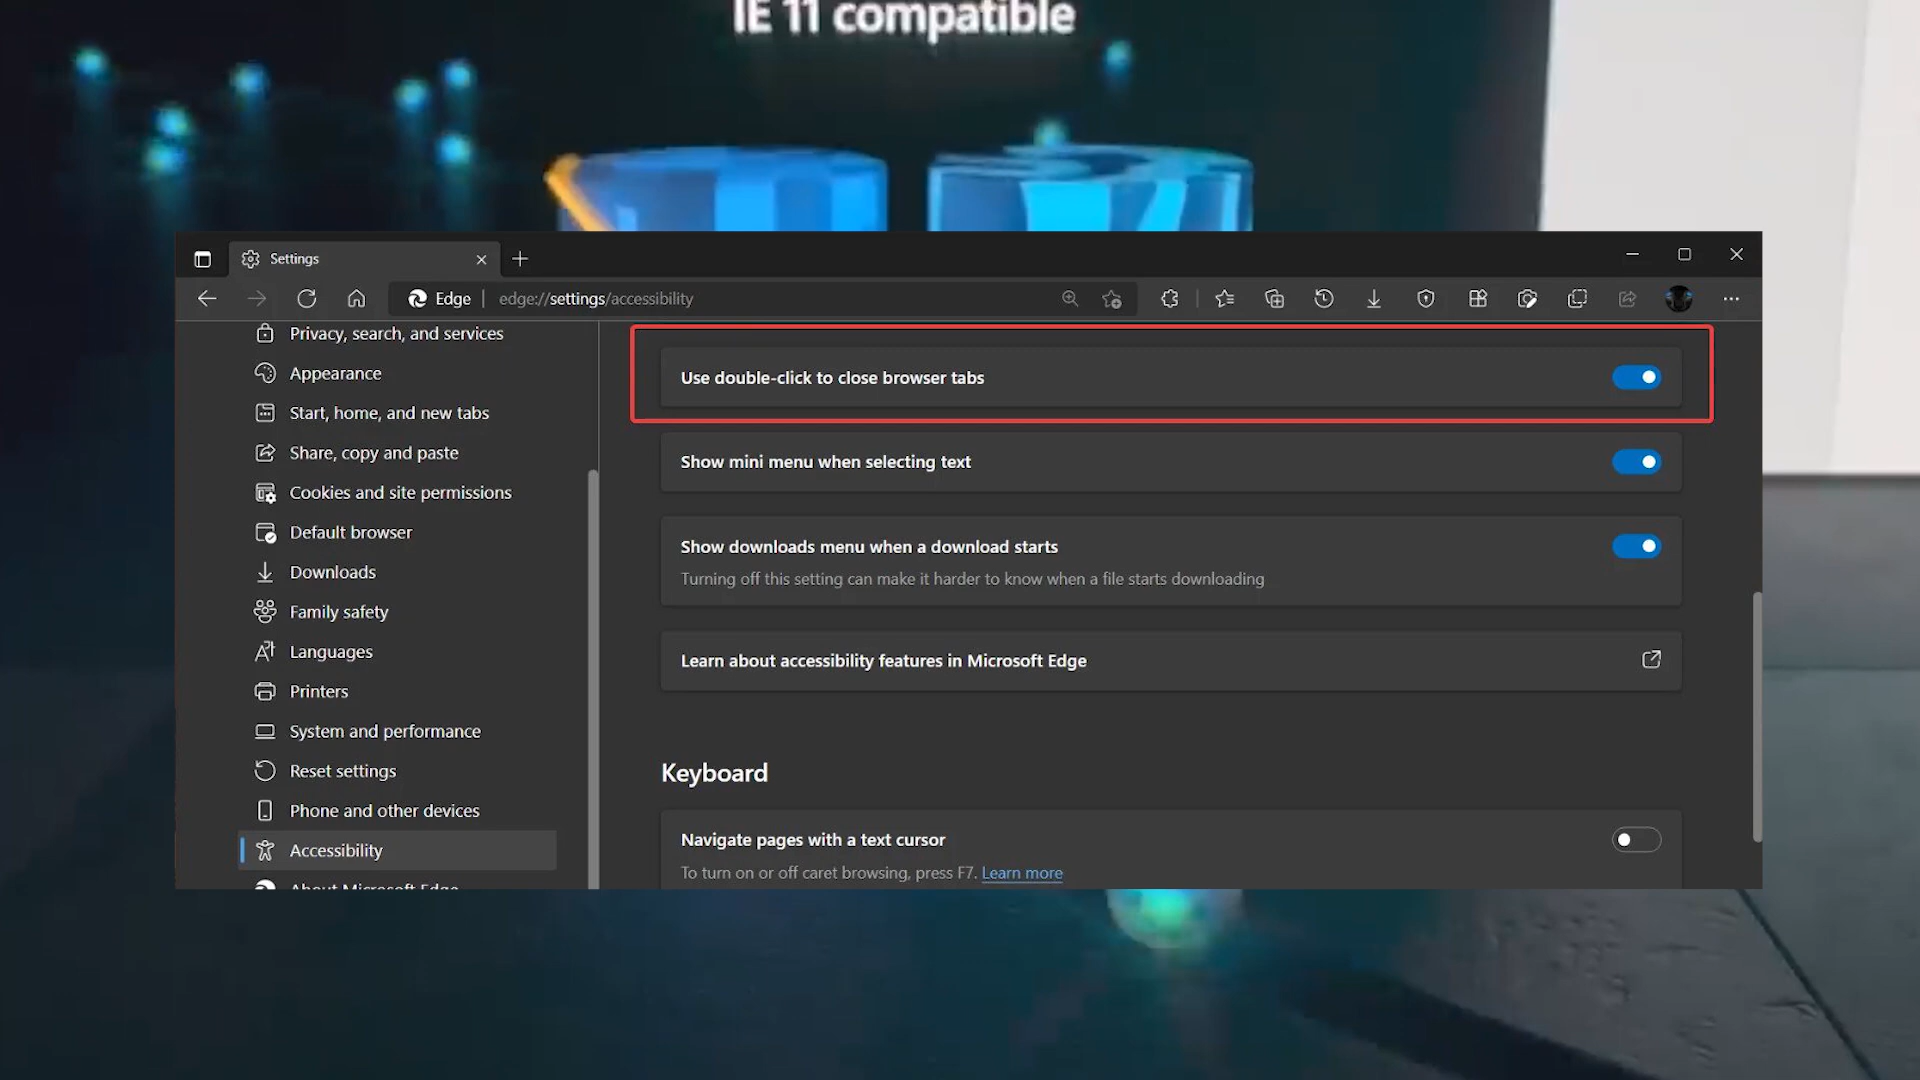 IE 11 compatible
Settings
Edge
edge://settings/accessibility
Privacy, search, and services
Appearance
Start, home, and new tabs
Share, copy and paste
Cookies and site permissions
Default browser
Downloads
Family safety
Languages
Printers
System and performance
Reset settings
Phone and other devices
Accessibility
About Microsoft Edge
Use double-click to close browser tabs
Show mini menu when selecting text
Show downloads menu when a download starts
Turning off this setting can make it harder to know when a file starts downloading
Learn about accessibility features in Microsoft Edge
Keyboard
Navigate pages with a text cursor
To turn on or off caret browsing, press F7. Learn more